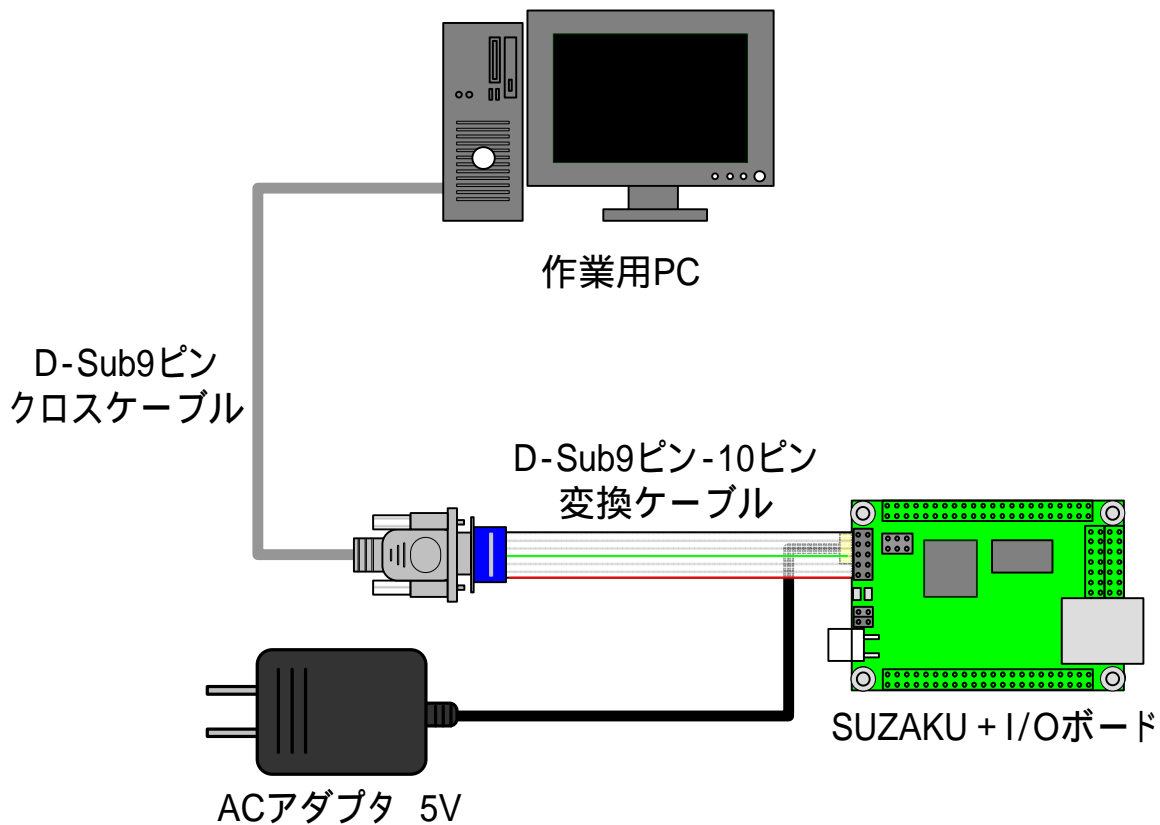 作業用PC
D-Sub9ピン
クロスケーブル
D-Sub9ピン-10ピン
変換ケーブル
SUZAKU + I/Oボード
ACアダプタ 5V